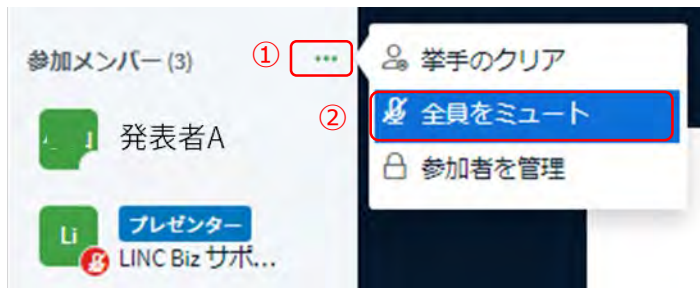 参加メンバー (3)
①
•••
発表者A
Li
プレゼンター
LINC Biz サポ...
挙手のクリア
②
全員をミュート
参加者を管理